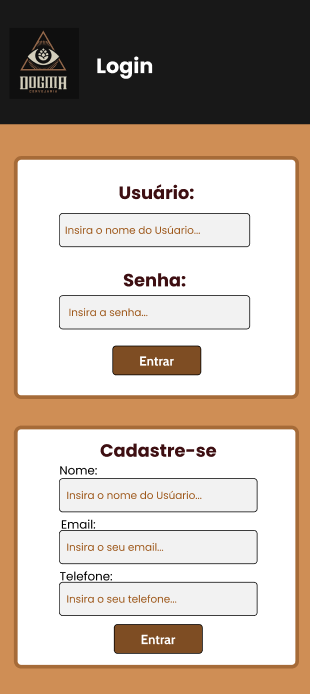 DOGMA
CERVEJARIA
Login
Usuário:
Insira o nome do Usúario...
Senha:
Insira a senha...
Entrar
Cadastre-se
Nome:
Insira o nome do Usúario...
Email:
Insira o seu email...
Telefone:
Insira o seu telefone...
Entrar